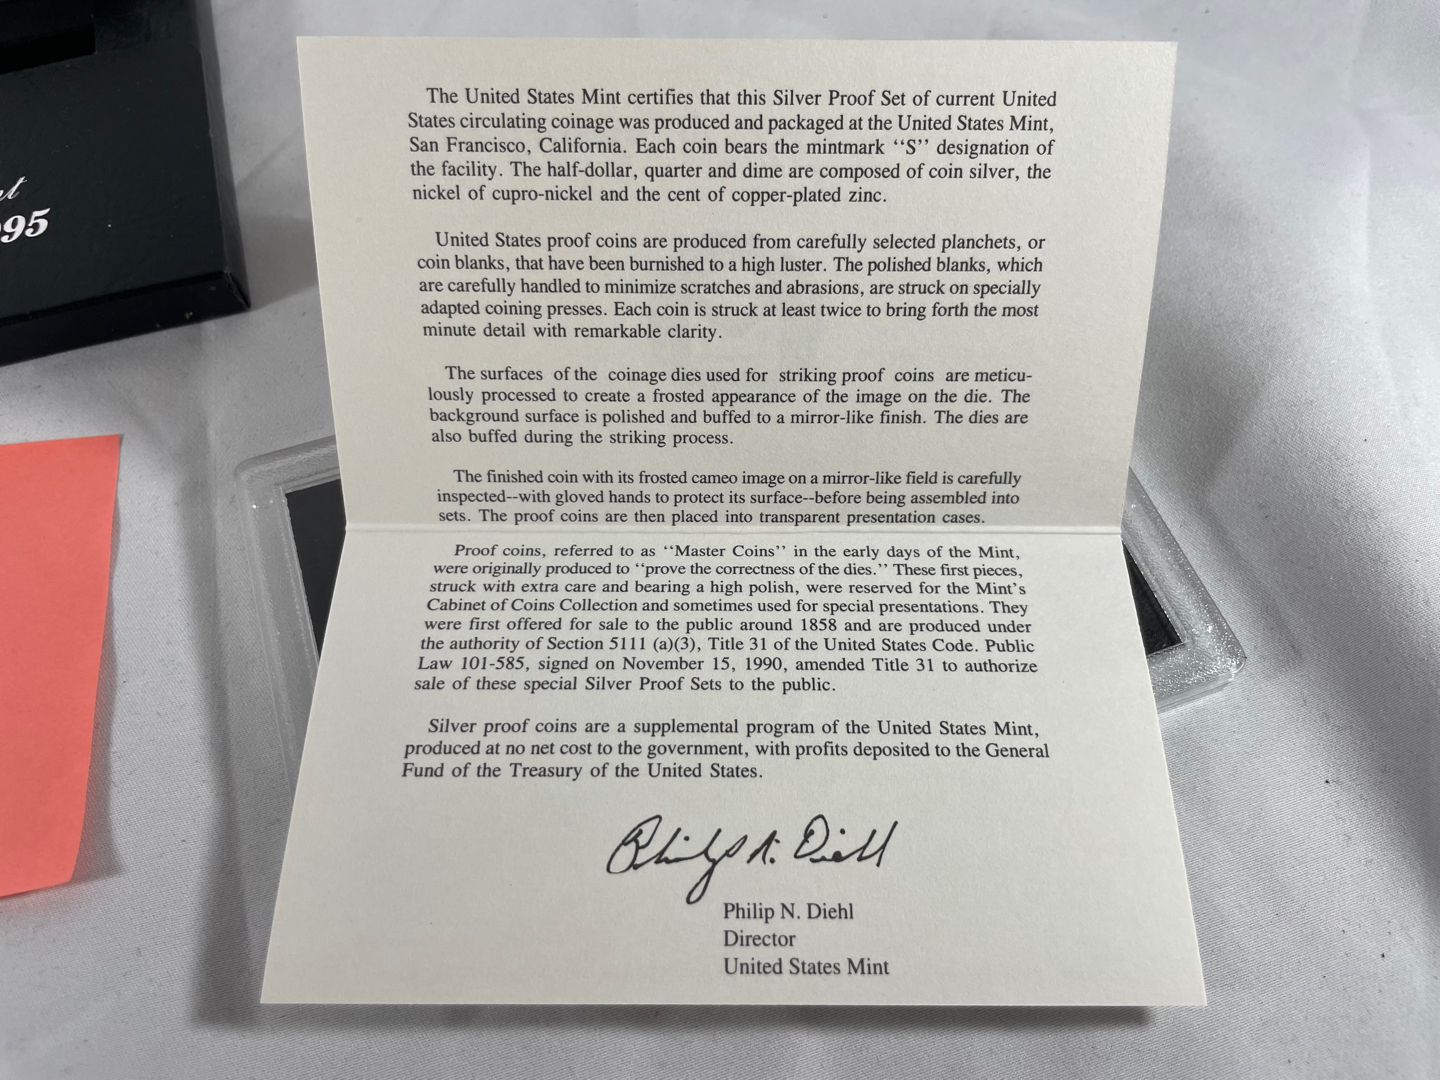 nt
95
The United States Mint certifies that this Silver Proof Set of current United
States circulating coinage was produced and packaged at the United States Mint,
San Francisco, California. Each coin bears the mintmark ‘‘S’’ designation of
the facility. The half-dollar, quarter and dime are composed of coin silver, the
nickel of cupro-nickel and the cent of copper-plated zinc.
United States proof coins are produced from carefully selected planchets, or
coin blanks, that have been burnished to a high luster. The polished blanks, which
are carefully handled to minimize scratches and abrasions, are struck on specially
adapted coining presses. Each coin is struck at least twice to bring forth the most
minute detail with remarkable clarity.
The surfaces of the coinage dies used for striking proof coins are meticu-
lously processed to create a frosted appearance of the image on the die. The
background surface is polished and buffed to a mirror-like finish. The dies are
also buffed during the striking process.
The finished coin with its frosted cameo image on a mirror-like field is carefully
inspected--with gloved hands to protect its surface--before being assembled into
sets. The proof coins are then placed into transparent presentation cases.
Proof coins, referred to as ‘‘Master Coins’’ in the early days of the Mint,
were originally produced to ‘‘prove the correctness of the dies.’’ These first pieces,
struck with extra care and bearing a high polish, were reserved for the Mint’s
Cabinet of Coins Collection and sometimes used for special presentations. They
were first offered for sale to the public around 1858 and are produced under
the authority of Section 5111 (a)(3), Title 31 of the United States Code. Public
Law 101-585, signed on November 15, 1990, amended Title 31 to authorize
sale of these special Silver Proof Sets to the public.
Silver proof coins are a supplemental program of the United States Mint,
produced at no net cost to the government, with profits deposited to the General
Fund of the Treasury of the United States.
Philip N. Diehl
Philip N. Diehl
Director
United States Mint